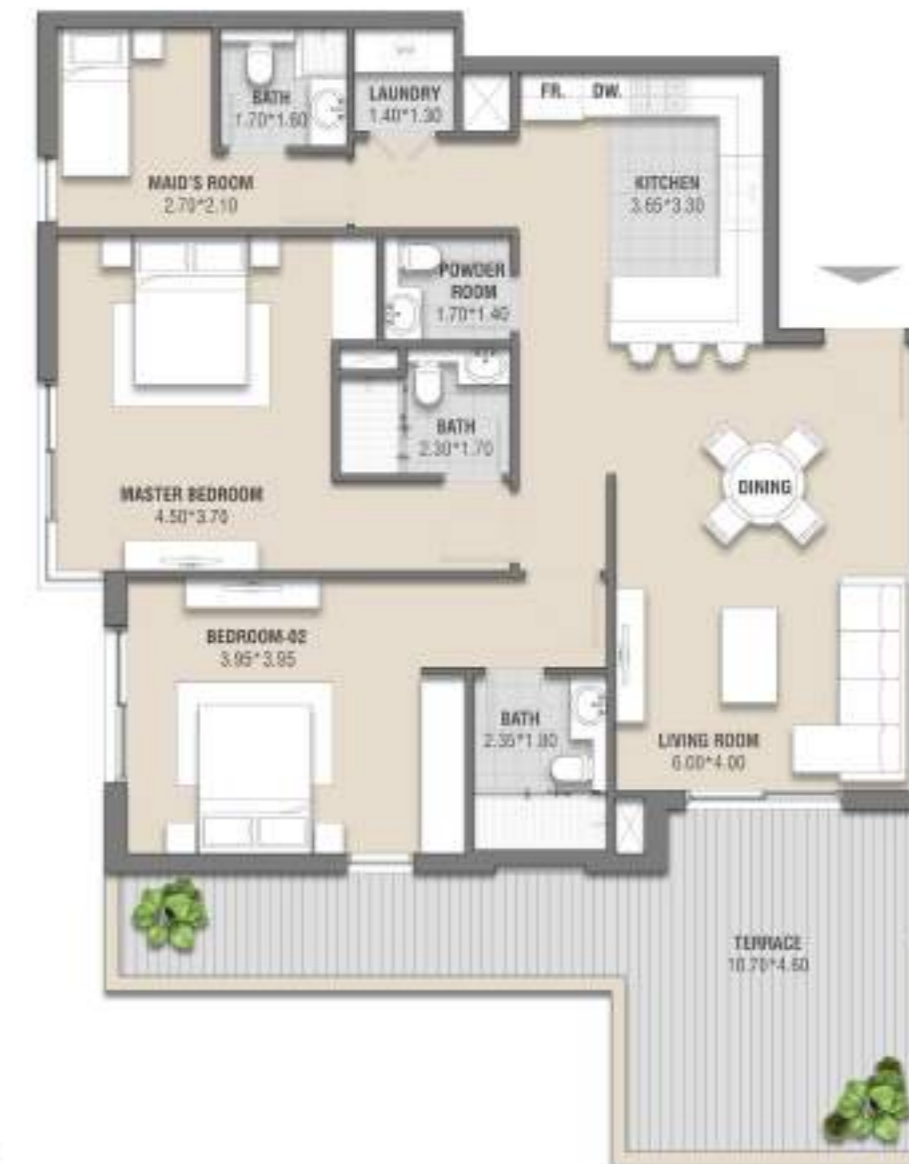 BATH
1.70*1.60
LAUNDRY
1.40*1.30
FR.
DW.
MAID'S ROOM
2.70*2.10
KITCHEN
3.65*3.30
POWDER
ROOM
1.70*1.40
BATH
2.30*1.70
MASTER BEDROOM
4.50*3.70
DINING
BEDROOM-02
3.95*3.95
BATH
2.35*1.80
LIVING ROOM
6.00*4.00
TERRACE
10.70*4.60